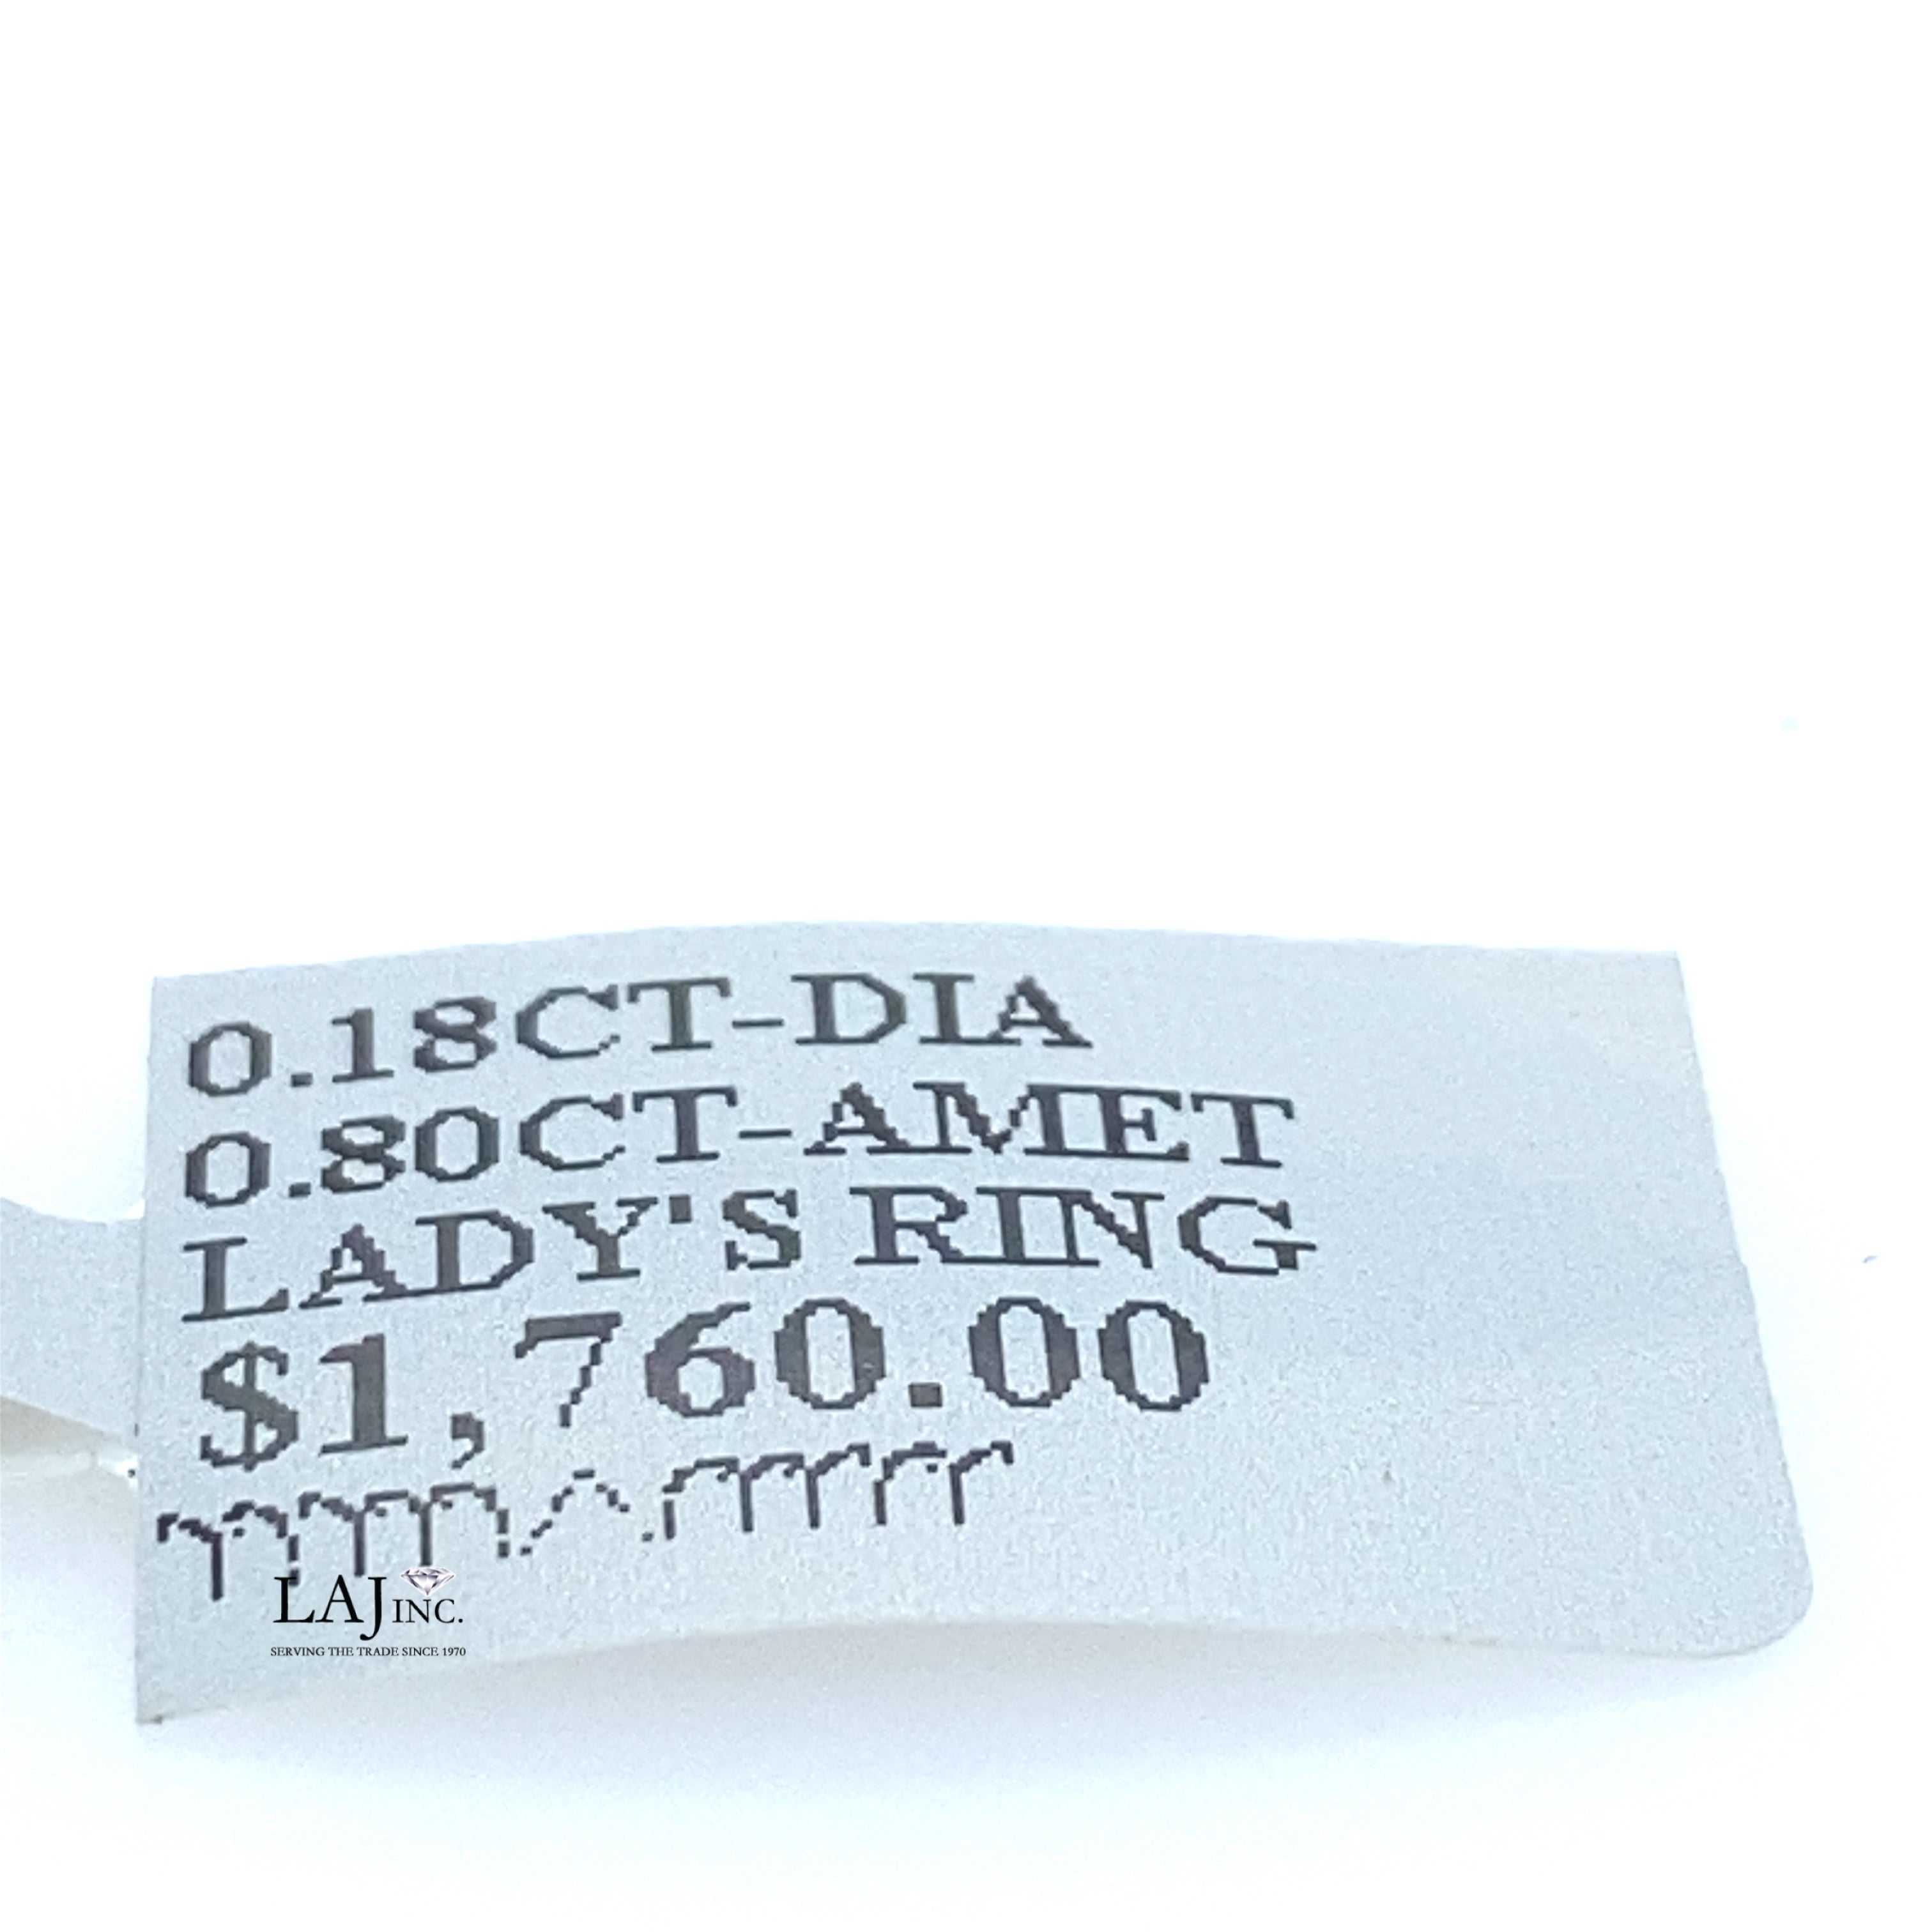 0.18CT-DIA
0.80CT-AMET
LADY'S RING
$1,760.00
LAJ INC.
SERVING THE TRADE SINCE 1970